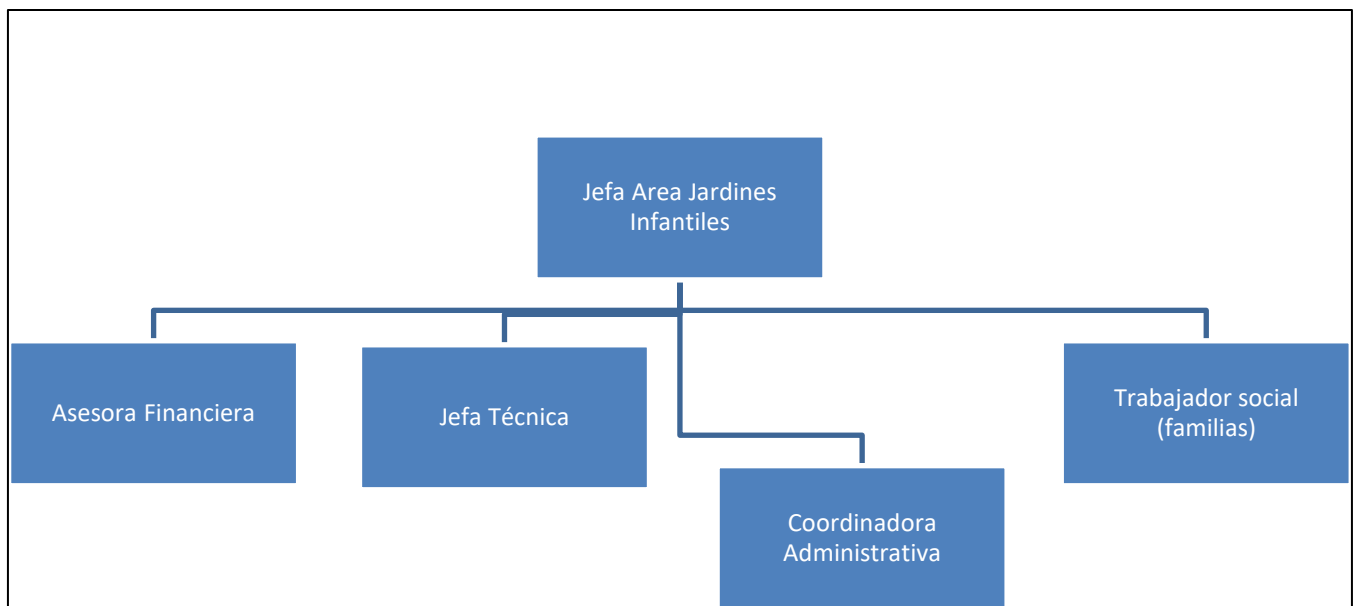 Jefa Area Jardines
Infantiles
Asesora Financiera
Jefa Técnica
Coordinadora
Administrativa
Trabajador social
(familias)